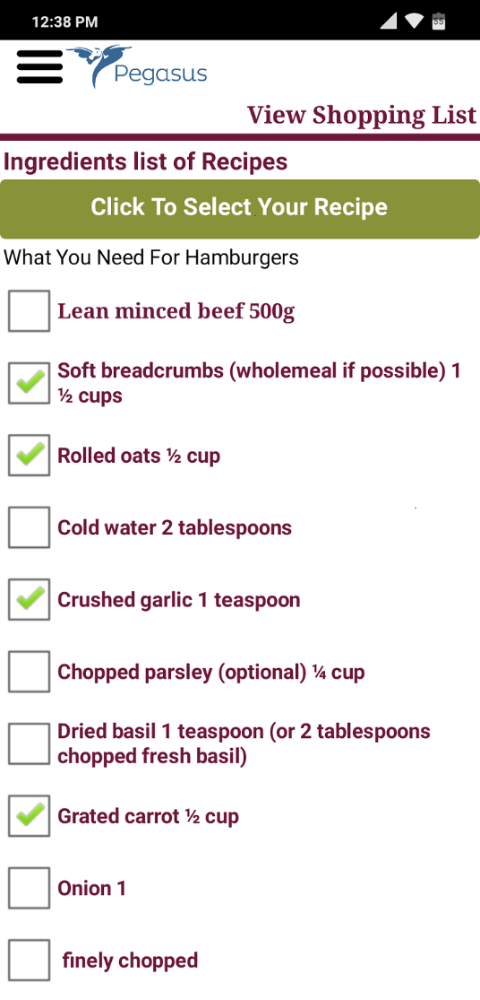 12:38 PM
55
Pegasus
View Shopping List
Ingredients list of Recipes
Click To Select Your Recipe
What You Need For Hamburgers
Lean minced beef 500g
Soft breadcrumbs (wholemeal if possible) 1
½ cups
Rolled oats ½ cup
Cold water 2 tablespoons
Crushed garlic 1 teaspoon
Chopped parsley (optional) ¼ cup
Dried basil 1 teaspoon (or 2 tablespoons
chopped fresh basil)
Grated carrot ½ cup
Onion 1
finely chopped